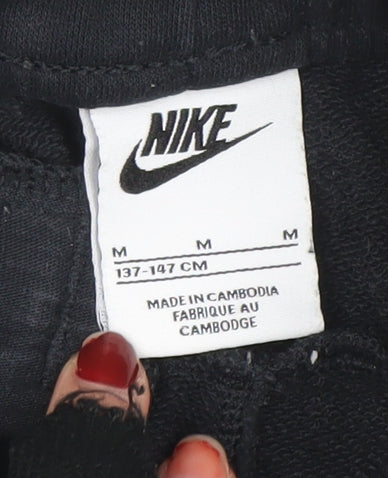 NIKE
M M M
137-147 CM
MADE IN CAMBODIA
FABRIQUE AU
CAMBODGE